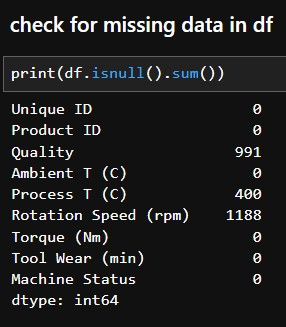 check for missing data in df
print(df.isnull().sum())
Unique ID 0
Product ID 0
Quality 991
Ambient T (C) 0
Process T (C) 400
Rotation Speed (rpm) 1188
Torque (Nm) 0
Tool Wear (min) 0
Machine Status 0
dtype: int64